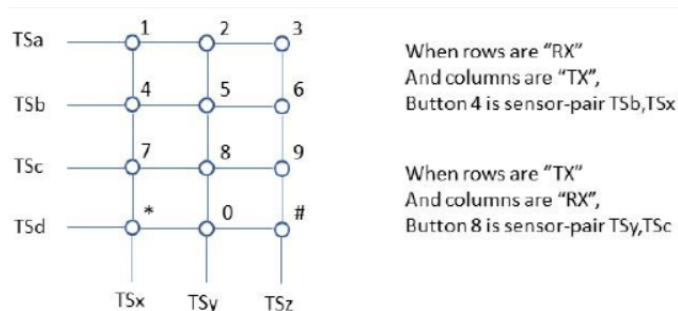 1 2 3
TSa
4 5 6
TSb
7 8 9
TSc
* 0 #
TSd
TSx TSy TSz
When rows are “RX”
And columns are “TX”,
Button 4 is sensor-pair TSb,TSx
When rows are “TX”
And columns are “RX”,
Button 8 is sensor-pair TSy,TSc